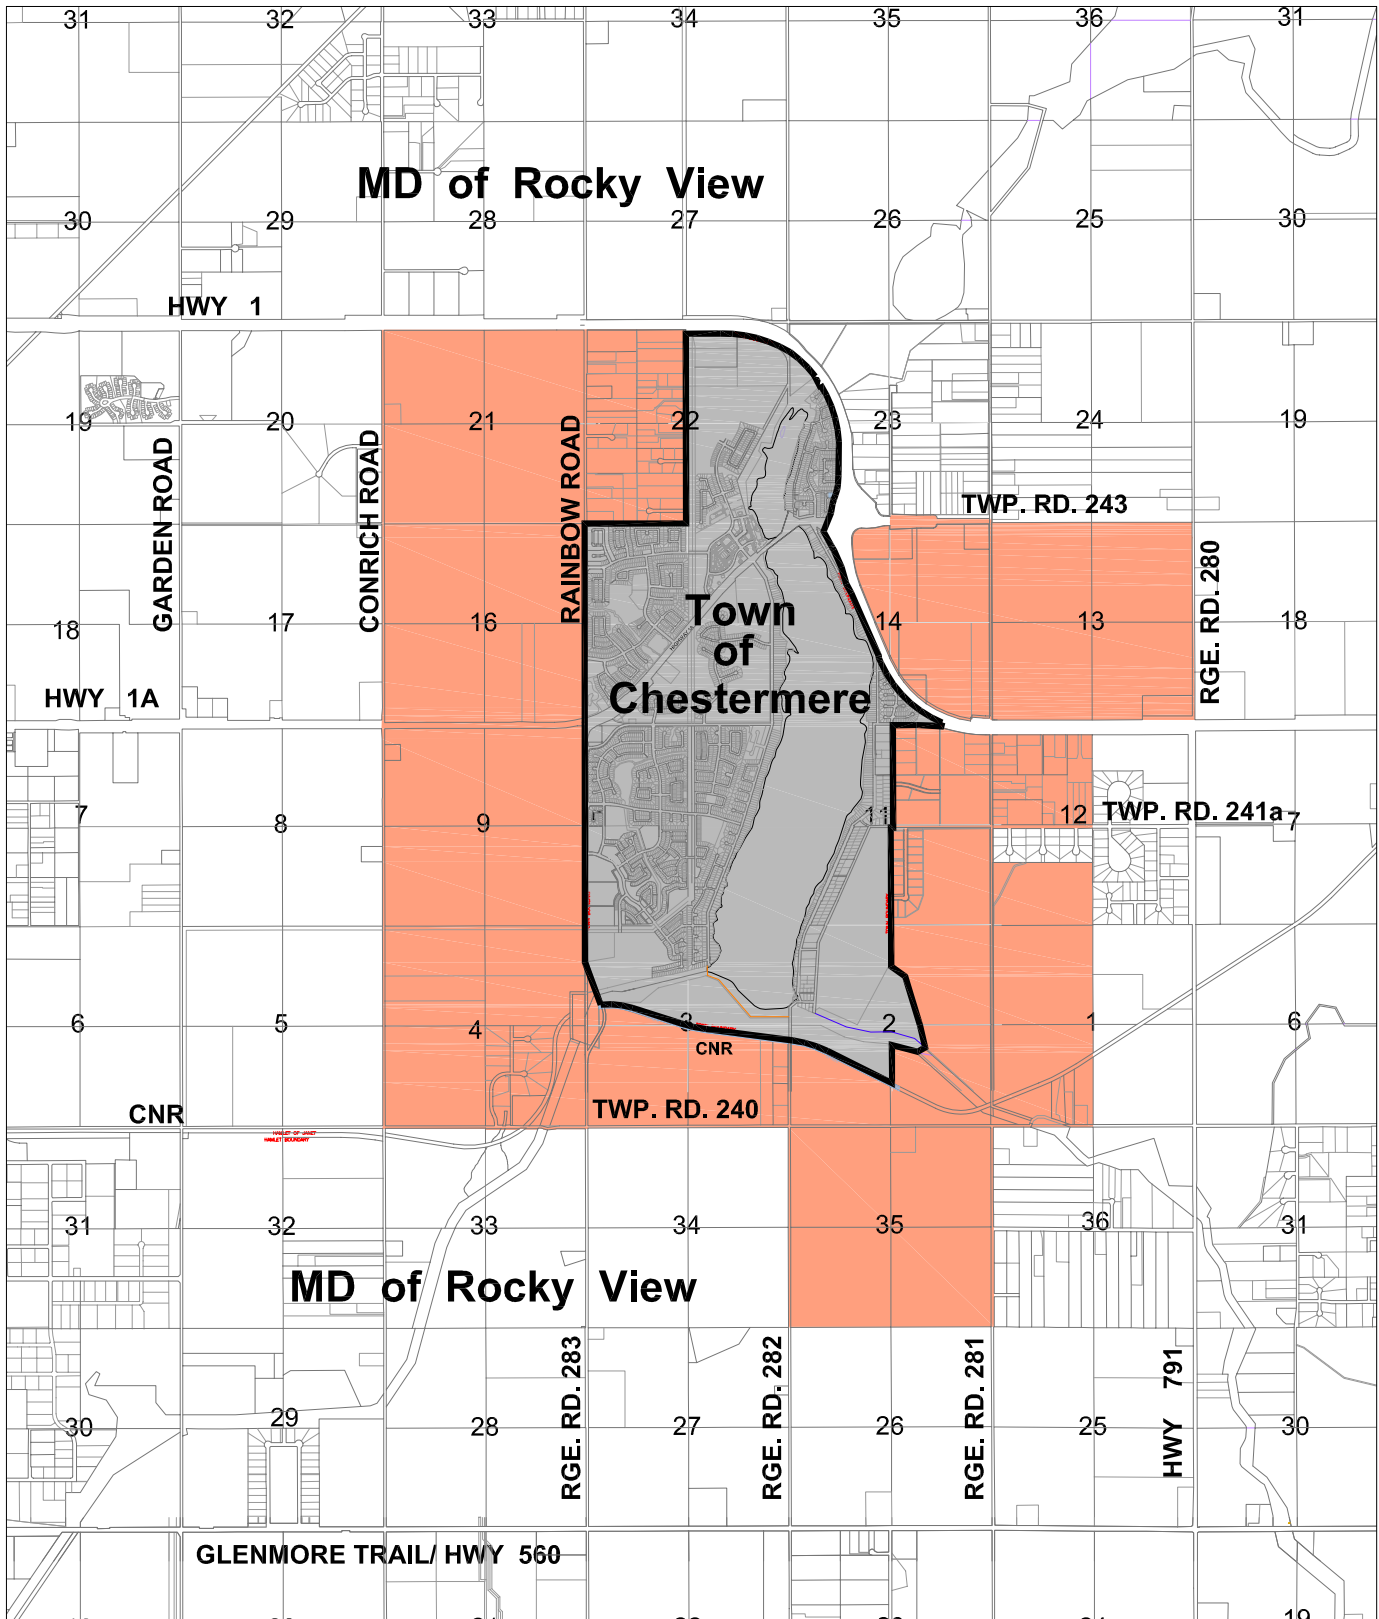 31 32 33 34 35 36 31
MD of Rocky View
30 29 28 27 26 25 30
HWY 1
19 20 21 22 23 24 19
GARDEN ROAD
CONRICH ROAD
RAINBOW ROAD
TWP. RD. 243
RGE. RD. 280
18 17 16 14 13 18
Town
of
Chestermere
HWY 1A
7 8 9 11 12 7
TWP. RD. 241a
6 5 4 3 2 1 6
CNR
CNR
TWP. RD. 240
HAMLET OF JANET
HAMLET BOUNDARY
31 32 33 34 35 36 31
MD of Rocky View
RGE. RD. 283
RGE. RD. 282
RGE. RD. 281
HWY 791
30 29 28 27 26 25 30
GLENMORE TRAIL/ HWY 560
19